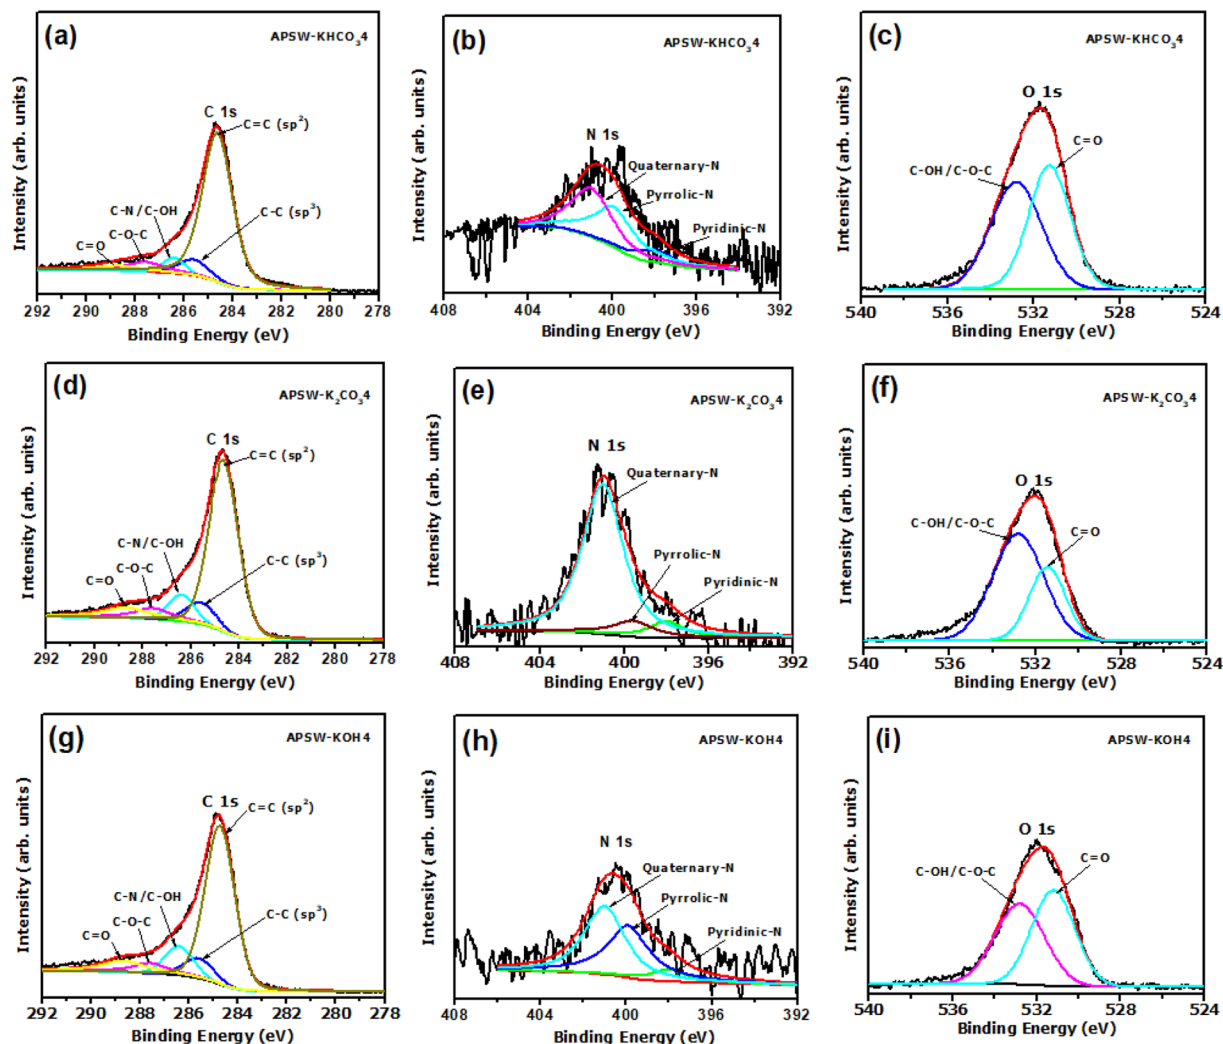 (a)
APSW-KHCO₃4
C 1s
C=C (sp²)
C-N/C-OH
C-O-C
C=O
C-C (sp³)
Intensity (arb. units)
292 290 288 286 284 282 280 278
Binding Energy (eV)
(b)
APSW-KHCO₃4
N 1s
Quaternary-N
Pyrrolic-N
Pyridinic-N
Intensity (arb. units)
408 404 400 396 392
Binding Energy (eV)
(c)
APSW-KHCO₃4
O 1s
C=O
C-OH/C-O-C
Intensity (arb. units)
540 536 532 528 524
Binding Energy (eV)
(d)
APSW-K₂CO₃4
C 1s
C=C (sp²)
C-N/C-OH
C-O-C
C=O
C-C (sp³)
Intensity (arb. units)
292 290 288 286 284 282 280 278
Binding Energy (eV)
(e)
APSW-K₂CO₃4
N 1s
Quaternary-N
Pyrrolic-N
Pyridinic-N
Intensity (arb. units)
408 404 400 396 392
Binding Energy (eV)
(f)
APSW-K₂CO₃4
O 1s
C-OH/C-O-C
C=O
Intensity (arb. units)
540 536 532 528 524
Binding Energy (eV)
(g)
APSW-KOH4
C 1s
C=C (sp²)
C-N/C-OH
C-O-C
C=O
C-C (sp³)
Intensity (arb. units)
292 290 288 286 284 282 280 278
Binding Energy (eV)
(h)
APSW-KOH4
N 1s
Quaternary-N
Pyrrolic-N
Pyridinic-N
Intensity (arb. units)
408 404 400 396 392
Binding Energy (eV)
(i)
APSW-KOH4
O 1s
C=O
C-OH/C-O-C
Intensity (arb. units)
540 536 532 528 524
Binding Energy (eV)